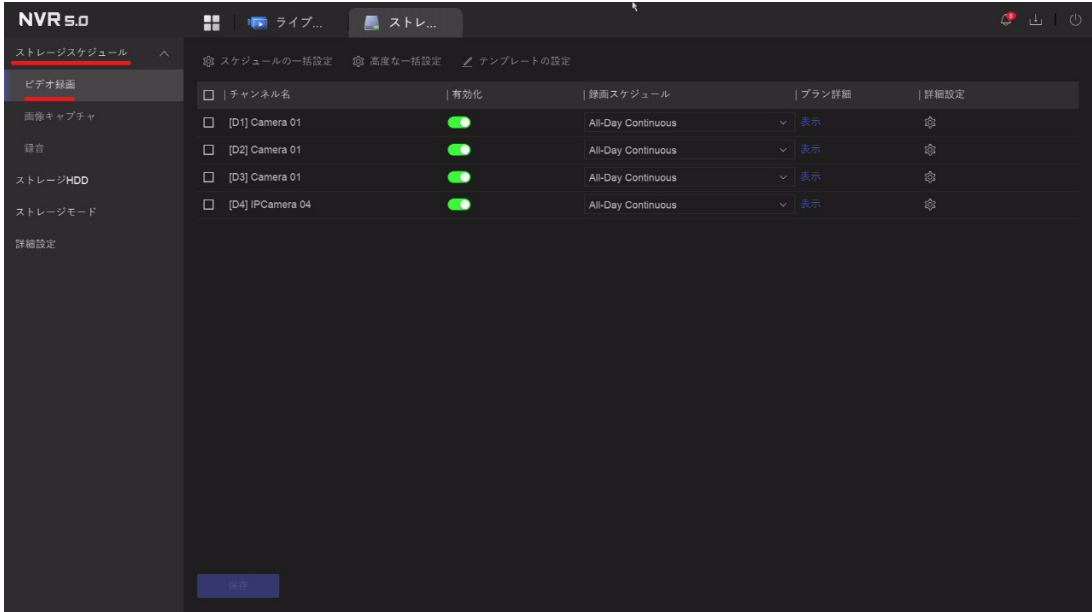 NVR 5.0
ライブ...
ストレ...
ストレージスケジュール
ビデオ録画
画像キャプチャ
録音
ストレージHDD
ストレージモード
詳細設定
スケジュールの一括設定 高度な一括設定 テンプレートの設定
チャンネル名 | 有効化 | 録画スケジュール | プラン詳細 | 詳細設定
[D1] Camera 01 All-Day Continuous 表示
[D2] Camera 01 All-Day Continuous 表示
[D3] Camera 01 All-Day Continuous 表示
[D4] IPCamera 04 All-Day Continuous 表示
保存